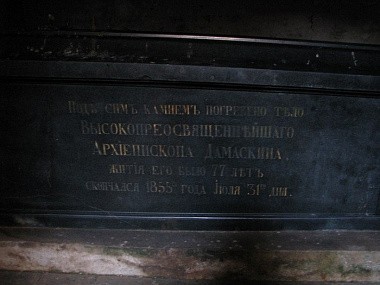 Подъ симъ камнемъ погребено тѣло
Высокопреосвященнѣйшаго
Архіепископа Дамаскина,
житія его было 77 лѣтъ
скончался 1855 года Іюля 31го дня.